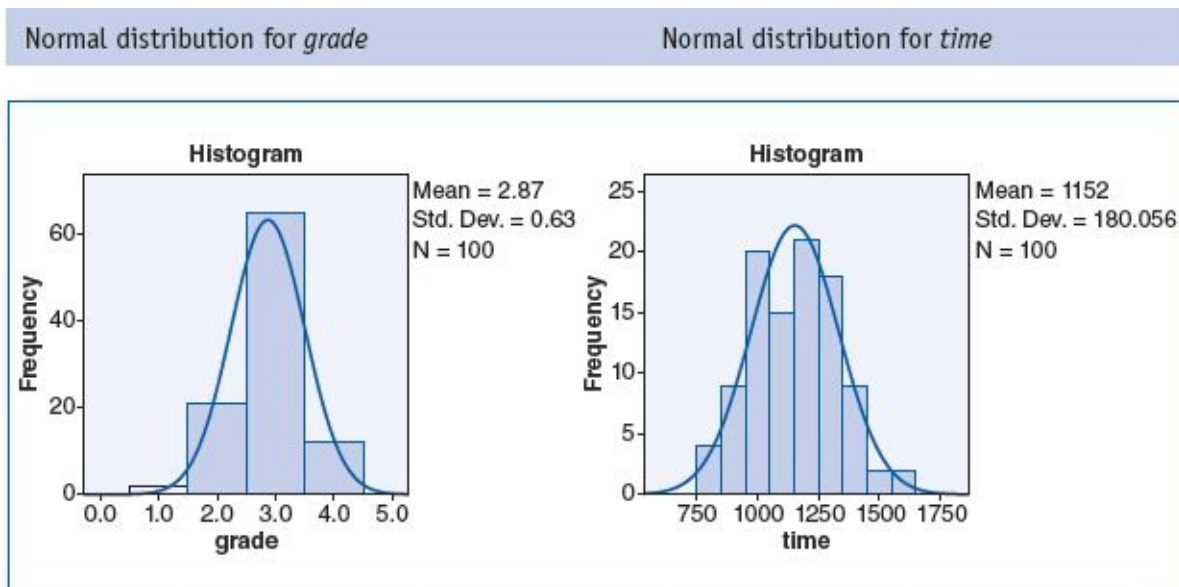 Normal distribution for grade
Normal distribution for time
Histogram
Mean = 2.87
Std. Dev. = 0.63
N = 100
60
40
20
0
Frequency
0.0 1.0 2.0 3.0 4.0 5.0
grade
Histogram
Mean = 1152
Std. Dev. = 180.056
N = 100
25
20
15
10
5
0
Frequency
750 1000 1250 1500 1750
time